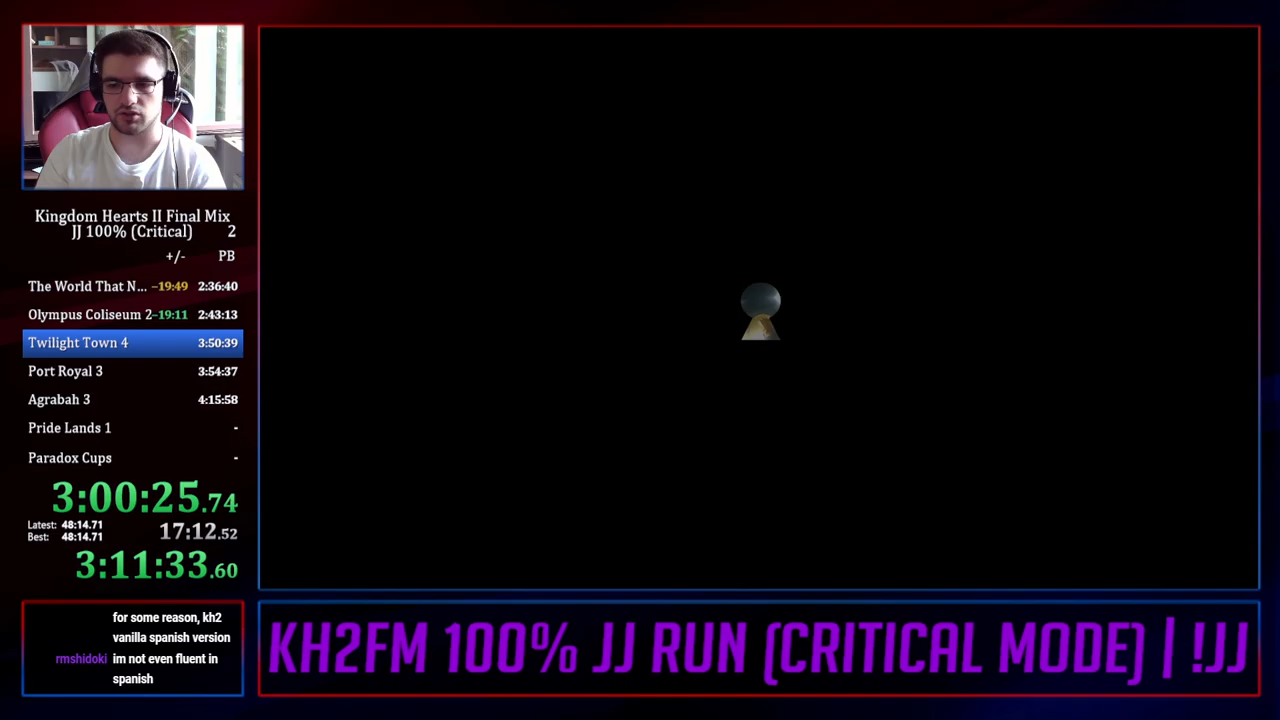 Kingdom Hearts II Final Mix
JJ 100% (Critical) 2
+/- PB
The World That N... −19:49 2:36:40
Olympus Coliseum 2 −19:11 2:43:13
Twilight Town 4 3:50:39
Port Royal 3 3:54:37
Agrabah 3 4:15:58
Pride Lands 1 -
Paradox Cups -
3:00:25.74
Latest: 48:14.71 17:12.52
Best: 48:14.71
3:11:33.60
for some reason, kh2
vanilla spanish version
rmshidoki im not even fluent in
spanish
KH2FM 100% JJ RUN (CRITICAL MODE) | !JJ